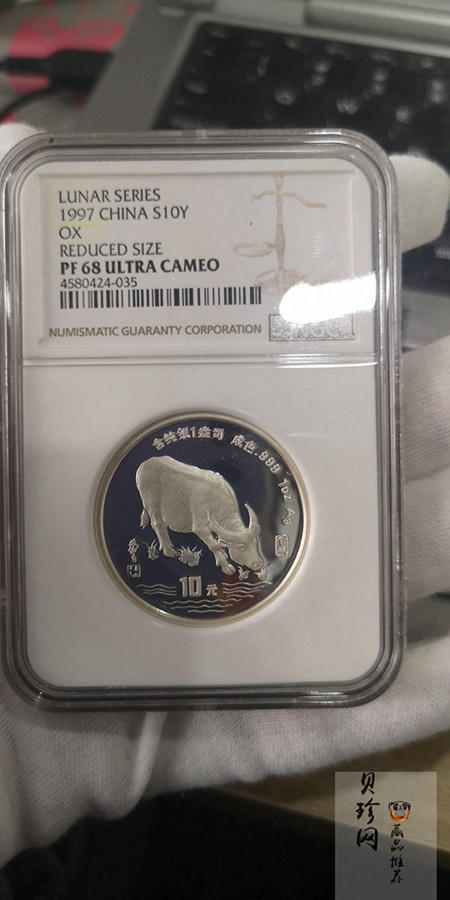 LUNAR SERIES
1997 CHINA S10Y
OX
REDUCED SIZE
PF 68 ULTRA CAMEO
4580424-035
NUMISMATIC GUARANTY CORPORATION
含纯银1盎司 成色.999 1oz Ag
10元
贝珍网
藏品推荐